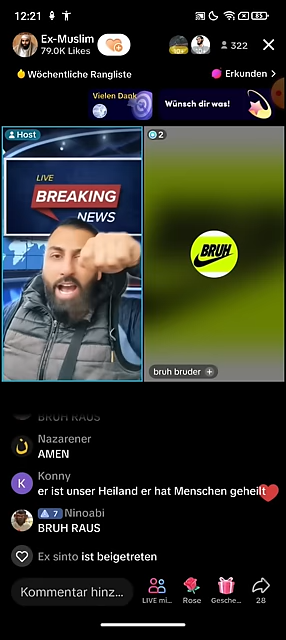 12:21
85
Ex-Muslim
79.0K Likes
322
Wöchentliche Rangliste
Erkunden >
Vielen Dank
Wünsch dir was!
Host
2
LIVE
BREAKING
NEWS
BRUH
bruh bruder +
BRUH RAUS
Nazarener
AMEN
K
Konny
er ist unser Heiland er hat Menschen geheilt
7 Ninoabi
BRUH RAUS
Ex sinto ist beigetreten
Kommentar hinz...
LIVE mi...
Rose
Gesche...
28